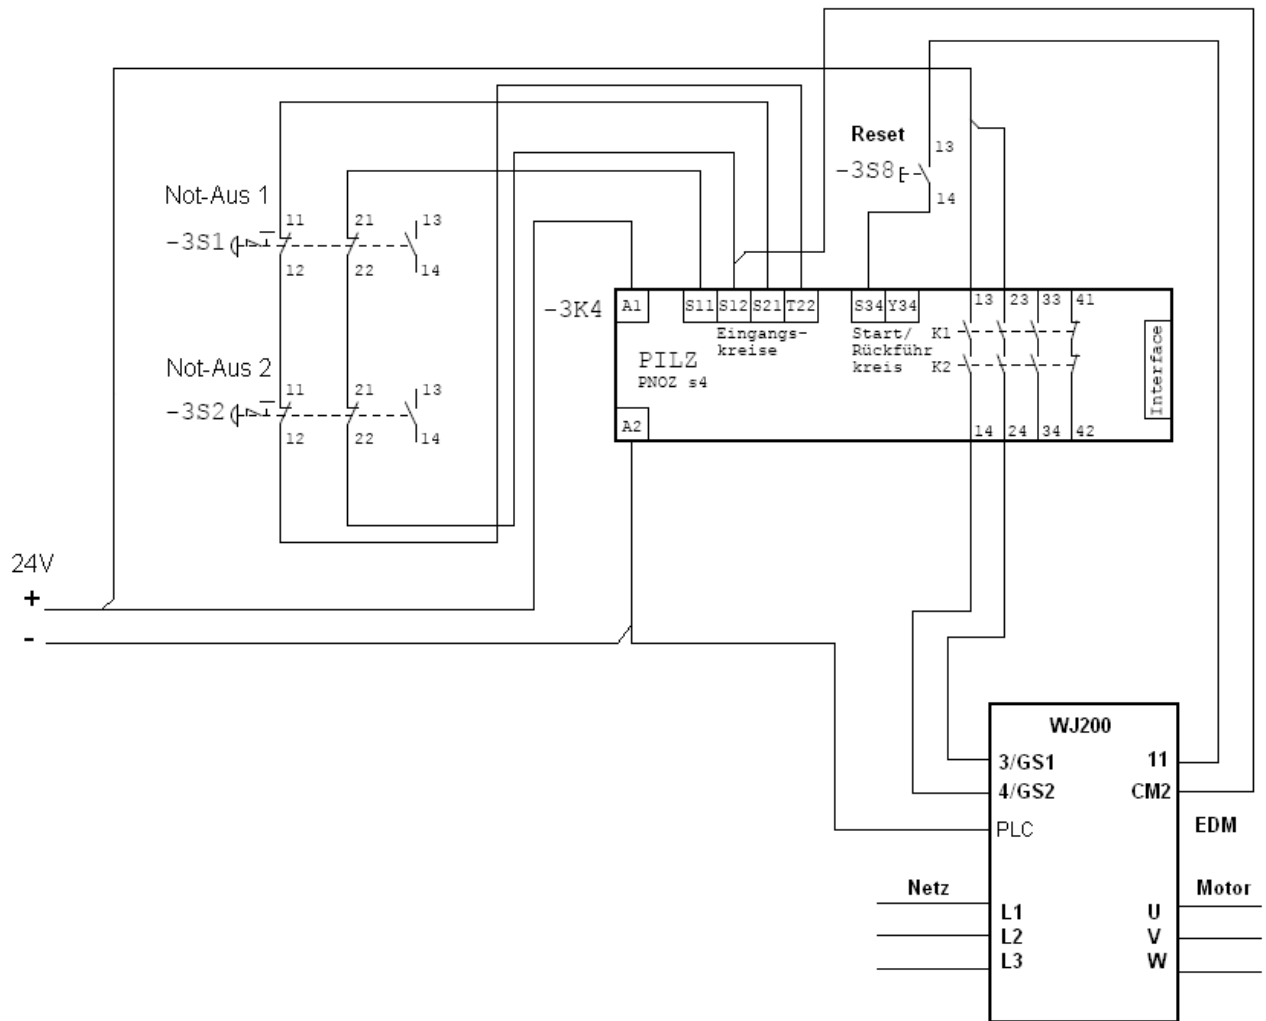 Reset
13
-3S8
14
Not-Aus 1
11 21 13
-3S1
12 22 14
-3K4
A1 S11 S12 S21 T22 S34 Y34 13 23 33 41
Eingangs-
kreise
Start/
Rückführ
kreis
K1
K2
PILZ
PNOZ s4
Interface
A2 14 24 34 42
Not-Aus 2
11 21 13
-3S2
12 22 14
24V
+
-
WJ200
3/GS1 11
4/GS2 CM2
PLC EDM
Netz Motor
L1 U
L2 V
L3 W